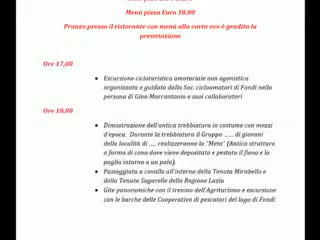 Menù pizza Euro 10,00
Pranzo presso il ristorante con menù alla carta ove è gradita la
prenotazione
Ore 17,00
• Escursione cicloturistica amatoriale non agonistica
organizzata e guidata dalla Soc. cicloamatori di Fondi nella
persona di Gino Marcantonio e suoi collaboratori
Ore 18,00
• Dimostrazione dell'antica trebbiatura in costume con mezzi
d'epoca. Durante la trebbiatura il Gruppo ...... di giovani
della località di ...., realizzeranno la "Meta" (Antica struttura
a forma di cono dove viene depositato e pestato il fieno e la
paglia intorno a un palo).
• Passeggiata a cavallo all'interno della Tenuta Mirabello e
della Tenuta Sugarelle della Regione Lazio
• Gite panoramiche con il trenino dell'Agriturismo e escursione
con le barche delle Cooperative di pescatori del lago di Fondi